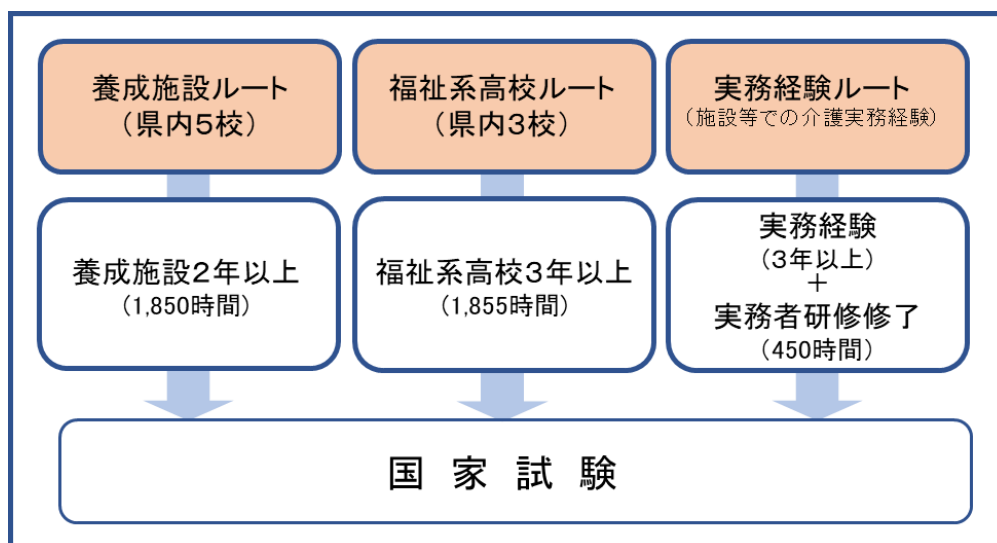 養成施設ルート
（県内５校）
福祉系高校ルート
（県内３校）
実務経験ルート
（施設等での介護実務経験）
養成施設２年以上
（1,850時間）
福祉系高校３年以上
（1,855時間）
実務経験
（３年以上）
＋
実務者研修修了
（450時間）
国家試験